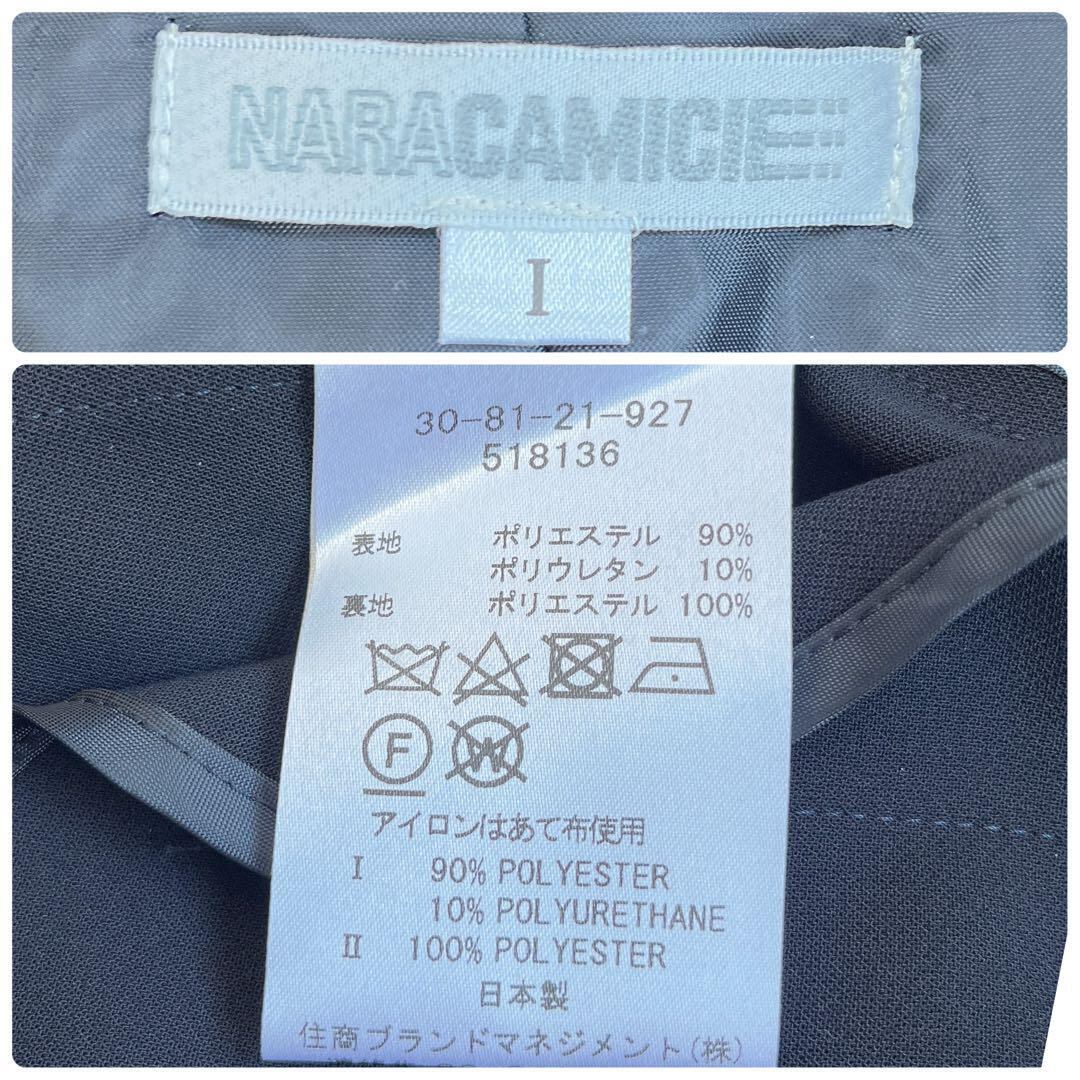 NARACAMICIE
I
30-81-21-927
518136
表地 ポリエステル 90%
ポリウレタン 10%
裏地 ポリエステル 100%
F
W
アイロンはあて布使用
I 90% POLYESTER
10% POLYURETHANE
II 100% POLYESTER
日本製
住商ブランドマネジメント(株)